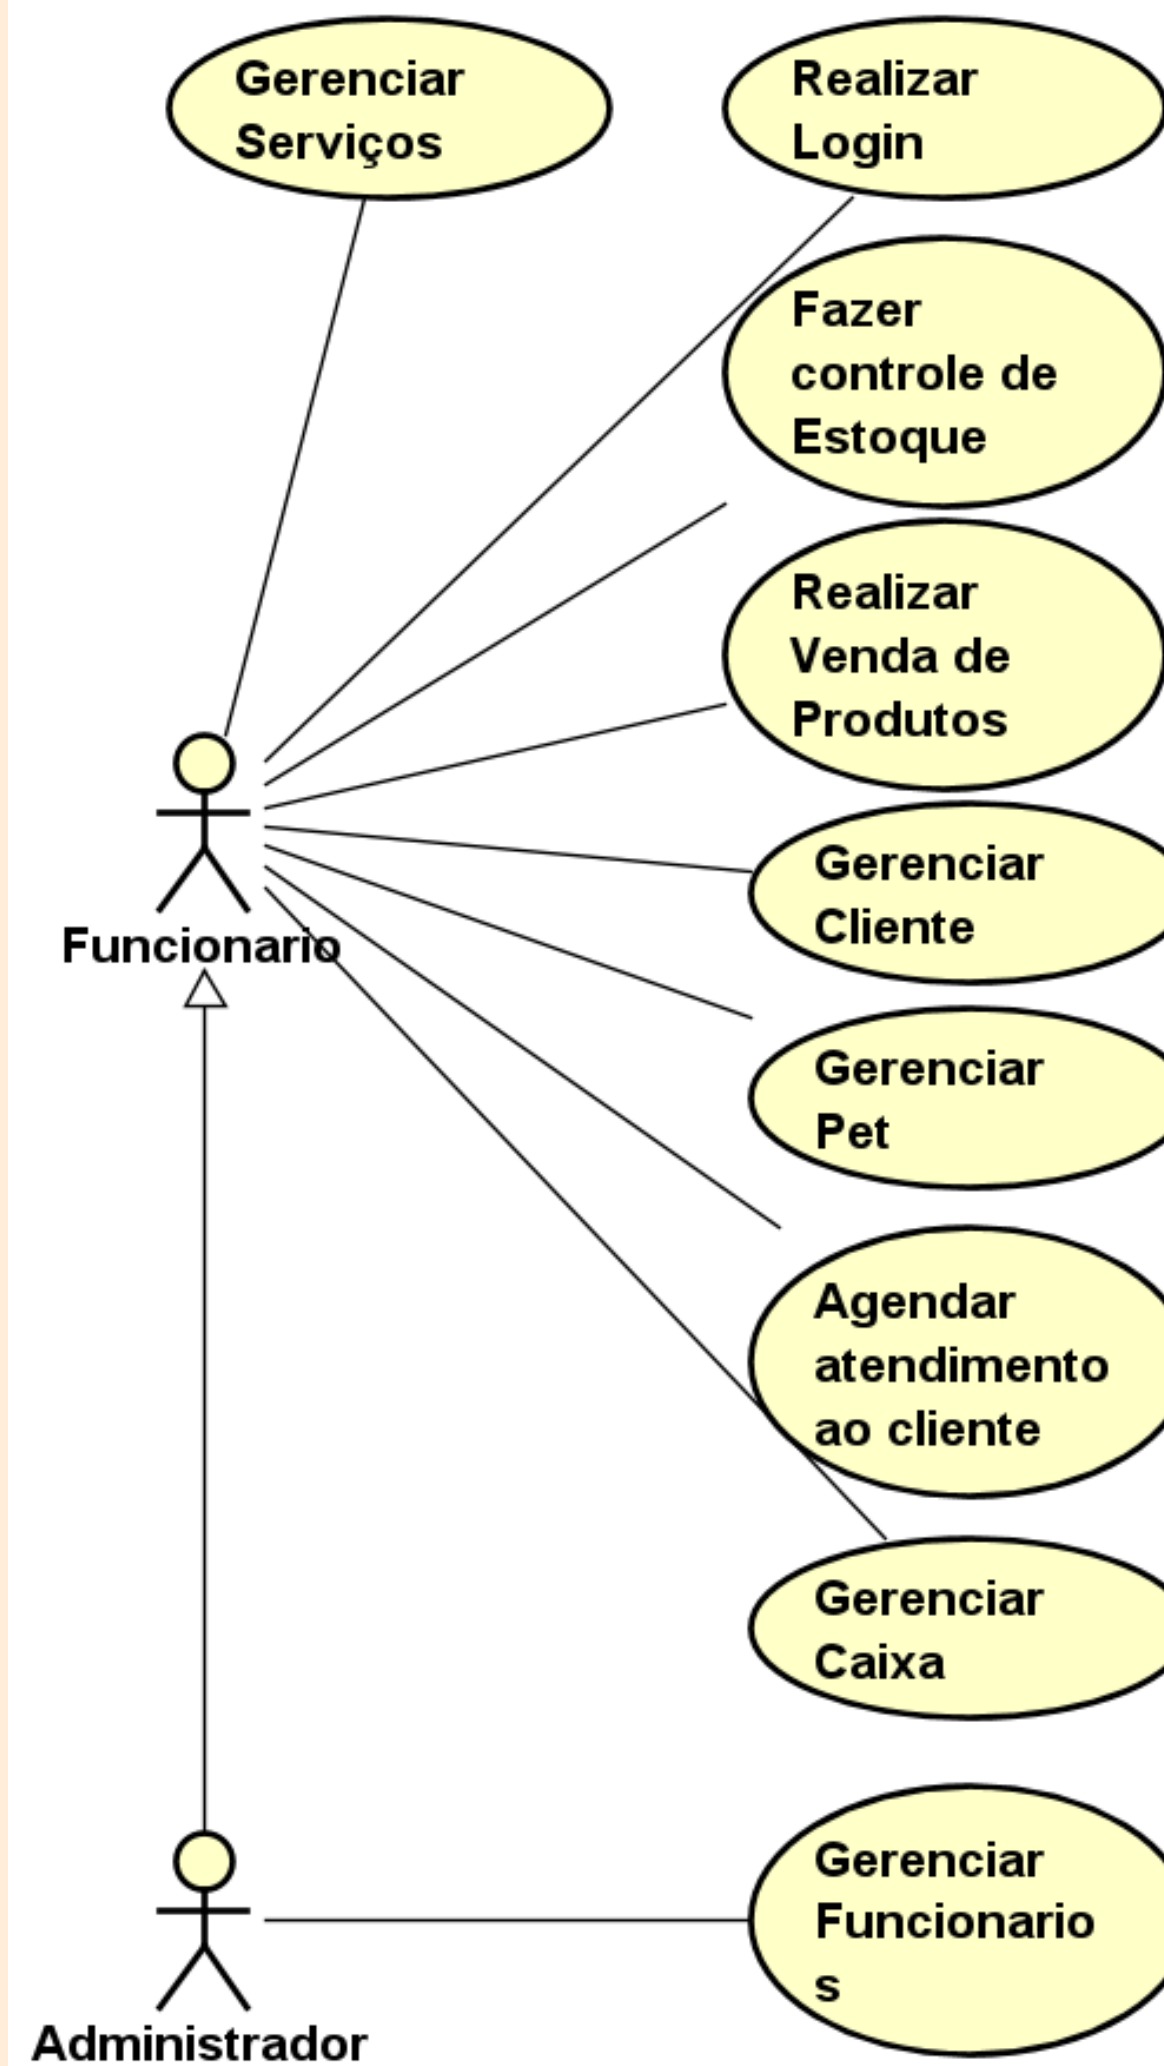 Gerenciar
Serviços
Realizar
Login
Fazer
controle de
Estoque
Realizar
Venda de
Produtos
Gerenciar
Cliente
Funcionario
Gerenciar
Pet
Agendar
atendimento
ao cliente
Gerenciar
Caixa
Gerenciar
Funcionario
s
Administrador